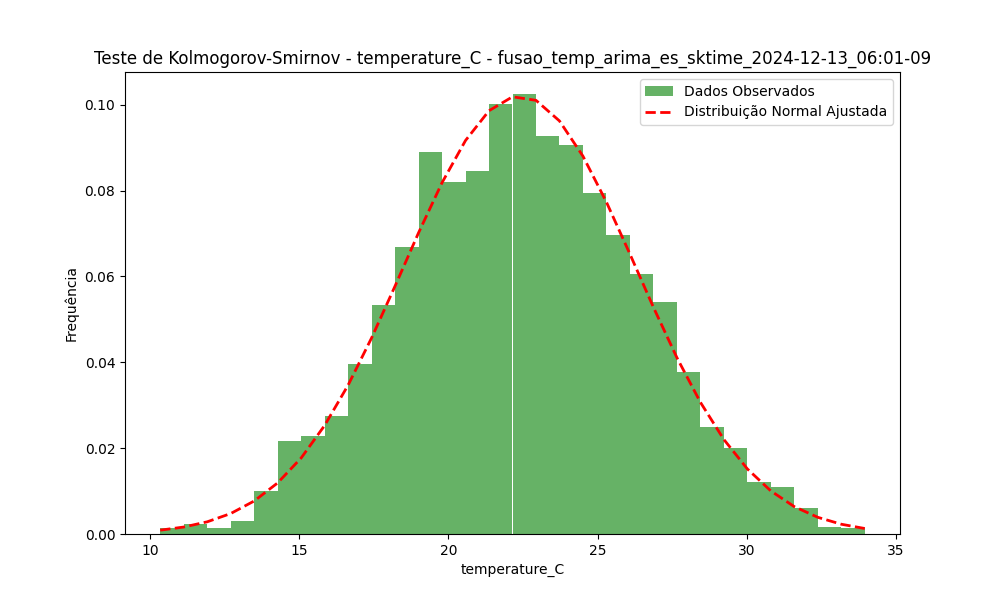 Teste de Kolmogorov-Smirnov - temperature_C - fusao_temp_arima_es_sktime_2024-12-13_06:01-09
Dados Observados
Distribuição Normal Ajustada
Frequência
0.10
0.08
0.06
0.04
0.02
0.00
10
15
20
25
30
35
temperature_C